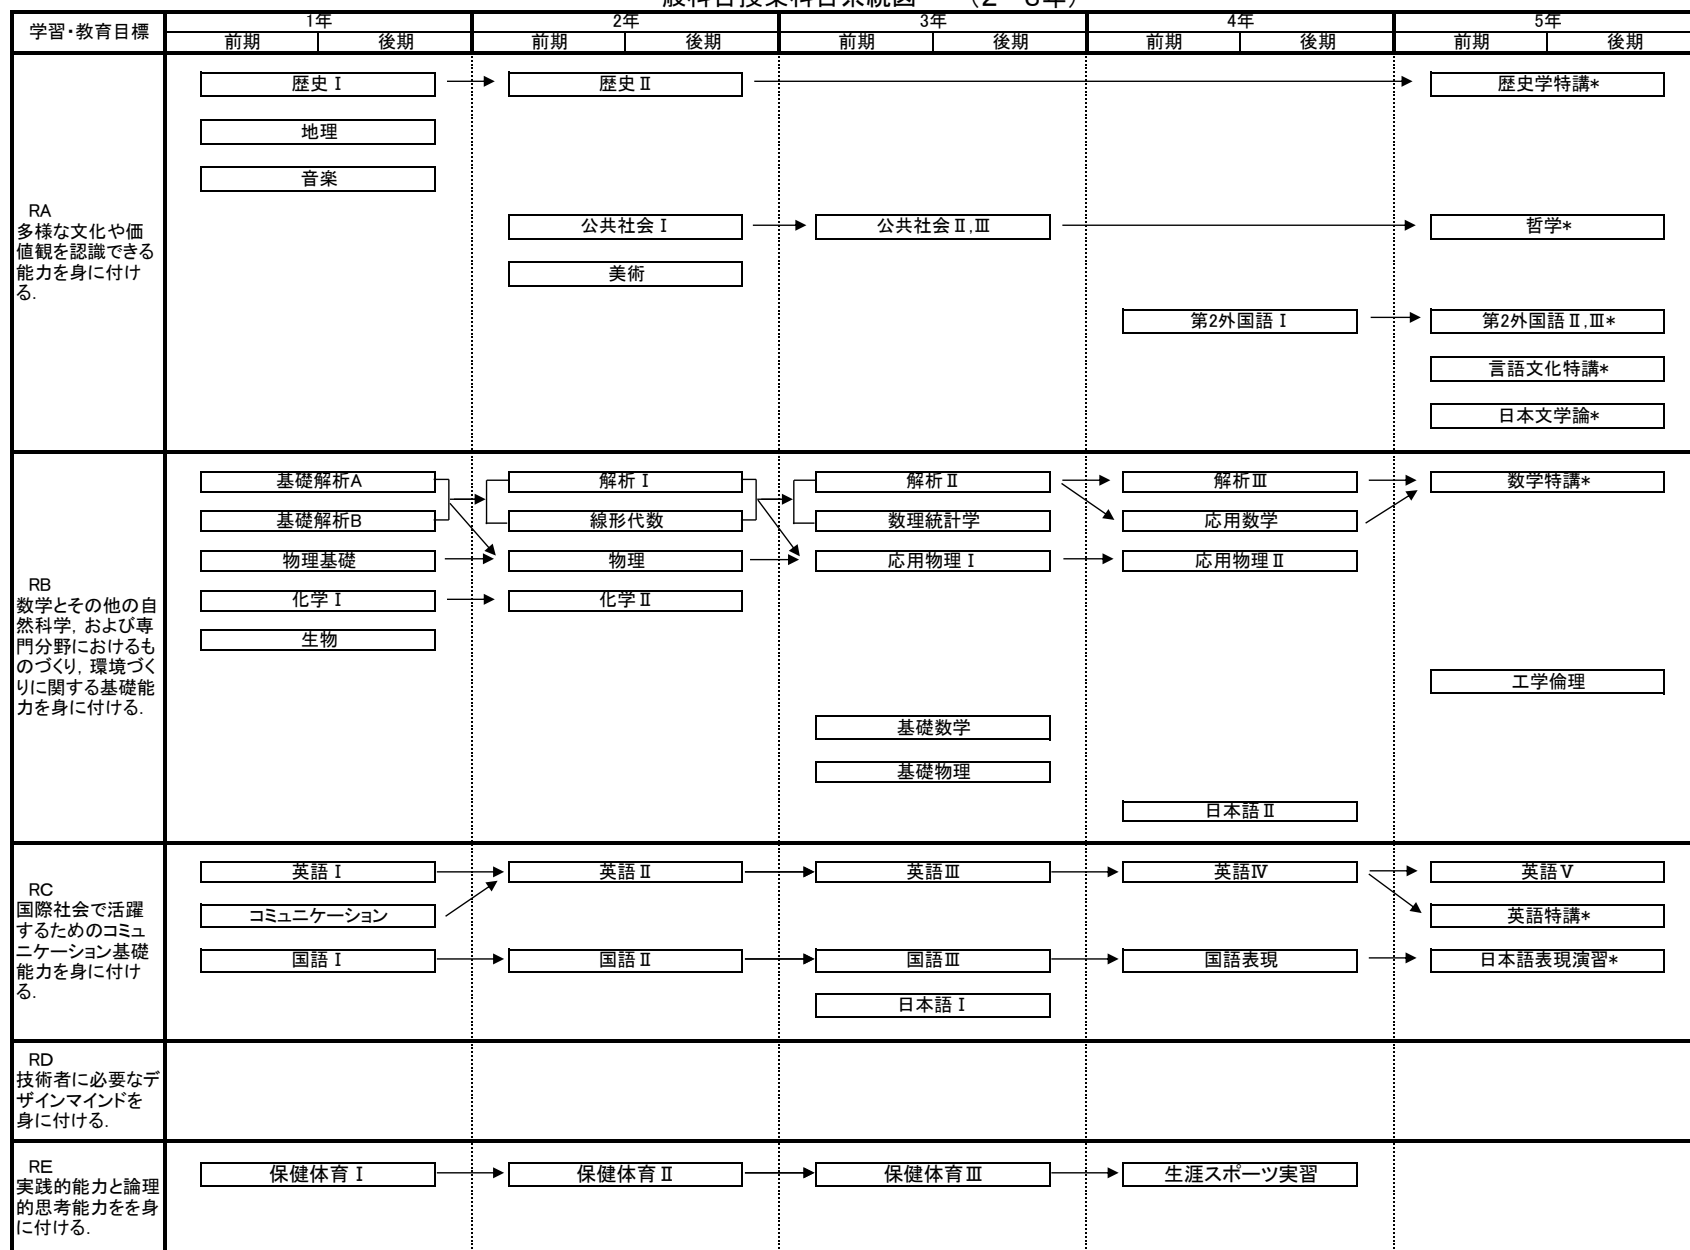 学習・教育目標
1年 2年 3年 4年 5年
前期 後期 前期 後期 前期 後期 前期 後期 前期 後期
RA
多様な文化や価
値観を認識できる
能力を身に付け
る.
歴史Ⅰ 歴史Ⅱ 歴史学特講*
地理
音楽
公共社会Ⅰ 公共社会Ⅱ,Ⅲ 哲学*
美術
第2外国語Ⅰ 第2外国語Ⅱ,Ⅲ*
言語文化特講*
日本文学論*
RB
数学とその他の自
然科学, および専
門分野におけるも
のづくり, 環境づく
りに関する基礎能
力を身に付ける.
基礎解析A 解析Ⅰ 解析Ⅱ 解析Ⅲ 数学特講*
基礎解析B 線形代数 数理統計学 応用数学
物理基礎 物理 応用物理Ⅰ 応用物理Ⅱ
化学Ⅰ 化学Ⅱ
生物
工学倫理
基礎数学
基礎物理
日本語Ⅱ
RC
国際社会で活躍
するためのコミュ
ニケーション基礎
能力を身に付け
る.
英語Ⅰ 英語Ⅱ 英語Ⅲ 英語Ⅳ 英語Ⅴ
コミュニケーション 英語特講*
国語Ⅰ 国語Ⅱ 国語Ⅲ 国語表現 日本語表現演習*
日本語Ⅰ
RD
技術者に必要なデ
ザインマインドを
身に付ける.
RE
実践的能力と論理
的思考能力をを身
に付ける.
保健体育Ⅰ 保健体育Ⅱ 保健体育Ⅲ 生涯スポーツ実習